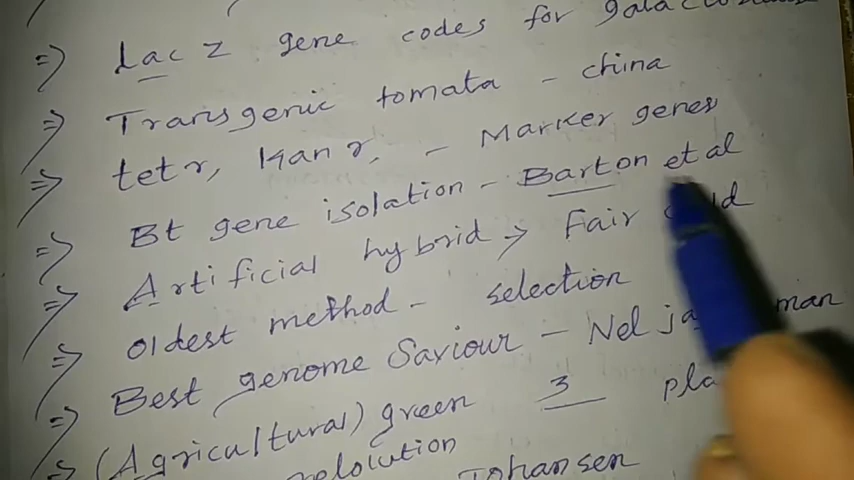 => Lac Z gene codes for
=> Transgenic tomata - china
=> tet r, Kan r, - Marker genes
=> Bt gene isolation - Barton et al
=> Artificial hybrid → Fair
=> Oldest method - selection
=> Best genome Saviour - Nel man
=> (Agricultural) green 3
Johansen